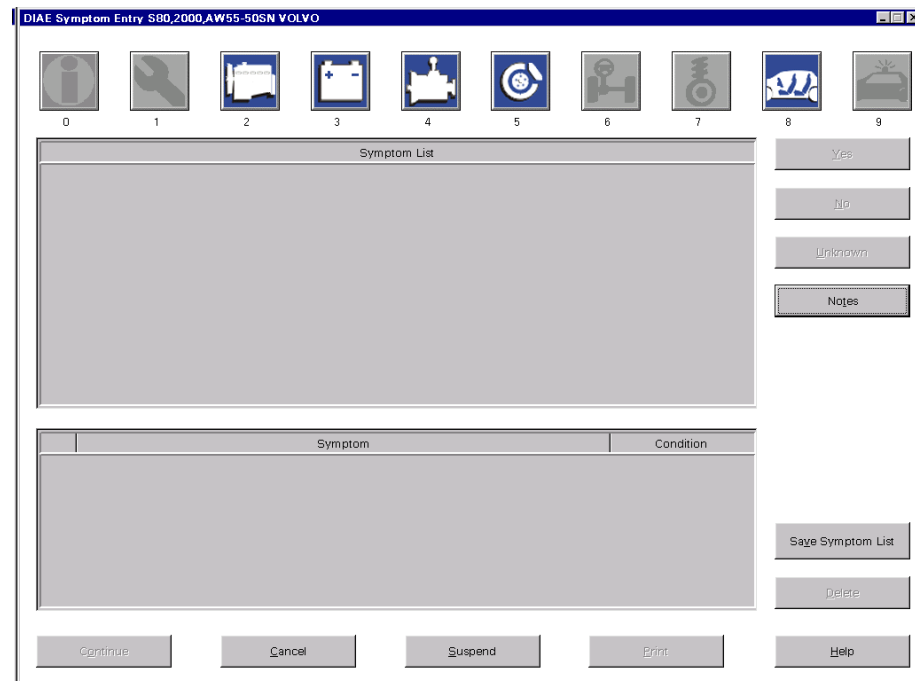 DIAE Symptom Entry S80,2000,AW55-50SN VOLVO
0 1 2 3 4 5 6 7 8 9
Symptom List
Yes
No
Unknown
Notes
Symptom Condition
Save Symptom List
Delete
Continue Cancel Suspend Print Help